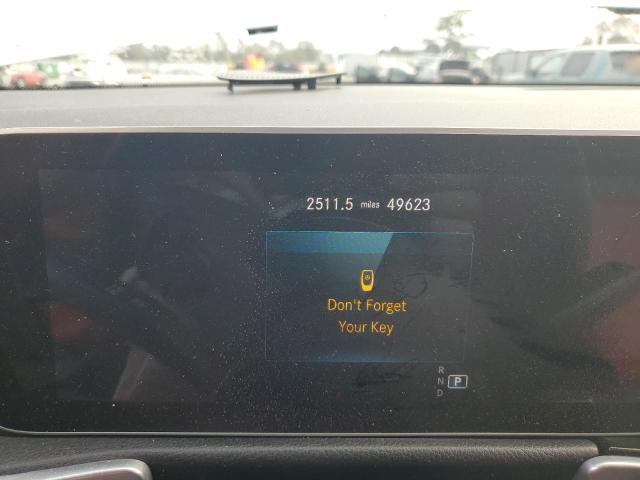 2511.5 miles 49623
Don't Forget
Your Key
R
N P
D